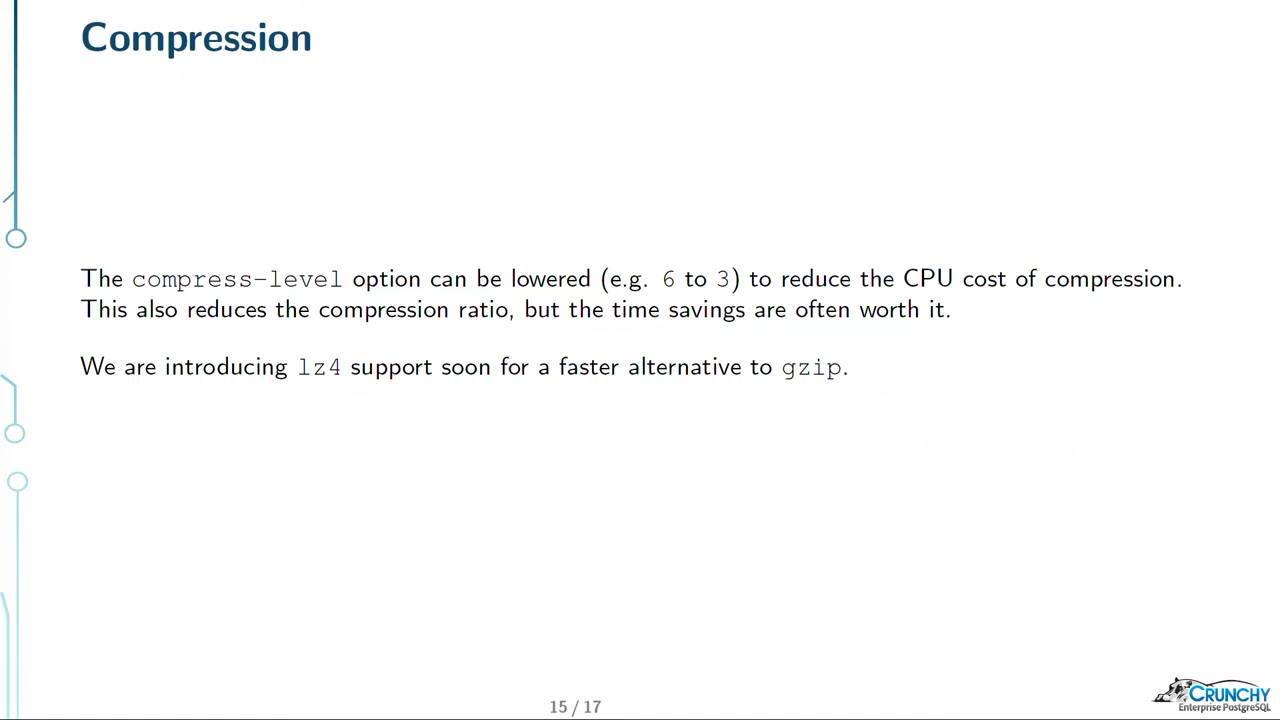 Compression
The compress-level option can be lowered (e.g. 6 to 3) to reduce the CPU cost of compression.
This also reduces the compression ratio, but the time savings are often worth it.
We are introducing lz4 support soon for a faster alternative to gzip.
15 / 17
CRUNCHY
Enterprise PostgreSQL